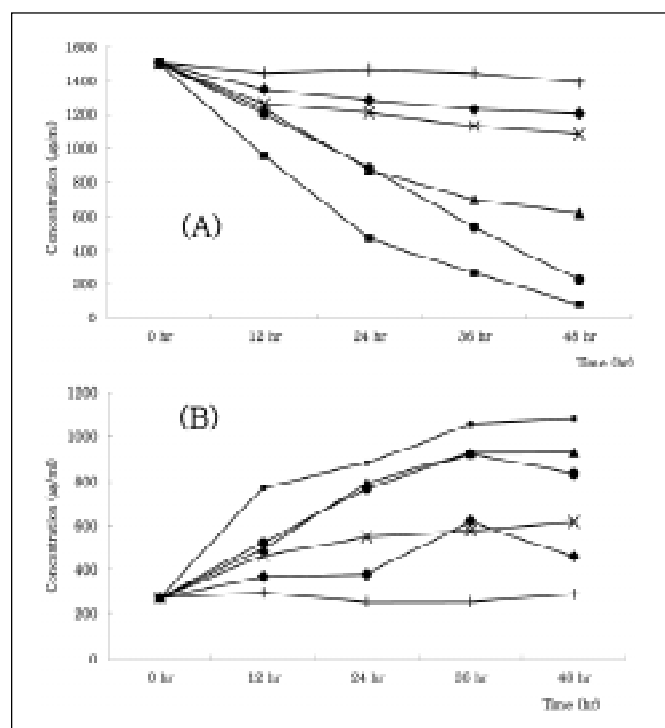 1600
1400
1200
1000
800
600
400
200
0
Concentration (μg/ml)
(A)
0 hr
12 hr
24 hr
36 hr
48 hr
Time (hr)
1200
1000
800
600
400
200
0
Concentration (μg/ml)
(B)
0 hr
12 hr
24 hr
36 hr
48 hr
Time (hr)